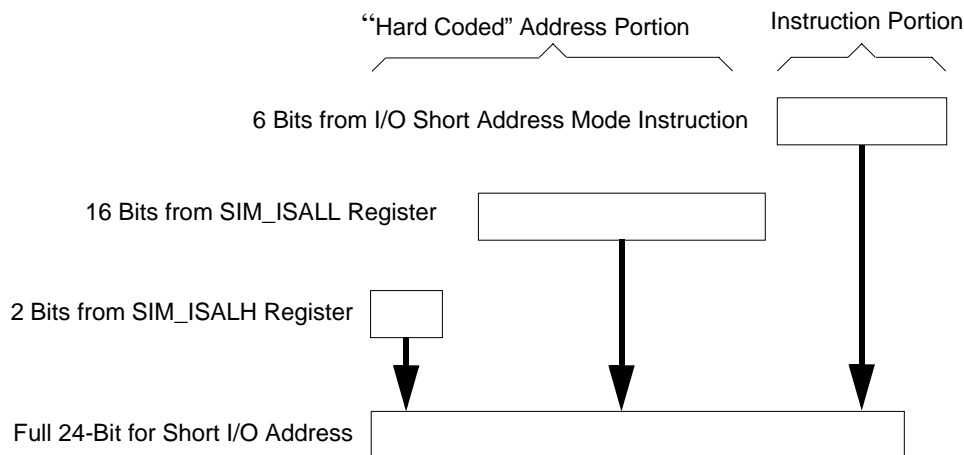 “Hard Coded” Address Portion
Instruction Portion
6 Bits from I/O Short Address Mode Instruction
16 Bits from SIM_ISALL Register
2 Bits from SIM_ISALH Register
Full 24-Bit for Short I/O Address